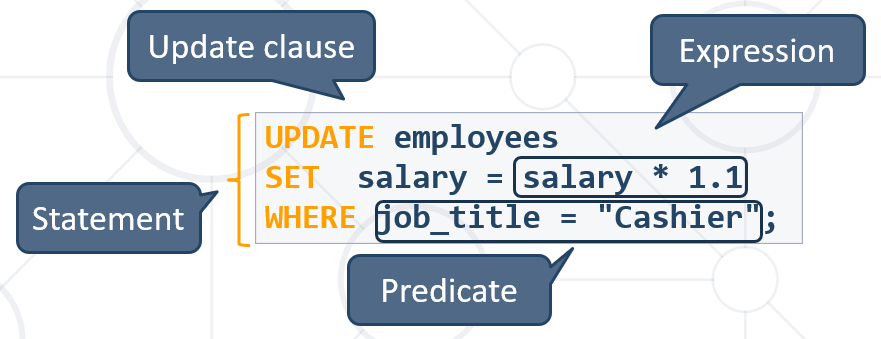 Update clause
Expression
UPDATE employees
SET  salary = salary * 1.1
WHERE job_title = "Cashier";
Statement
Predicate